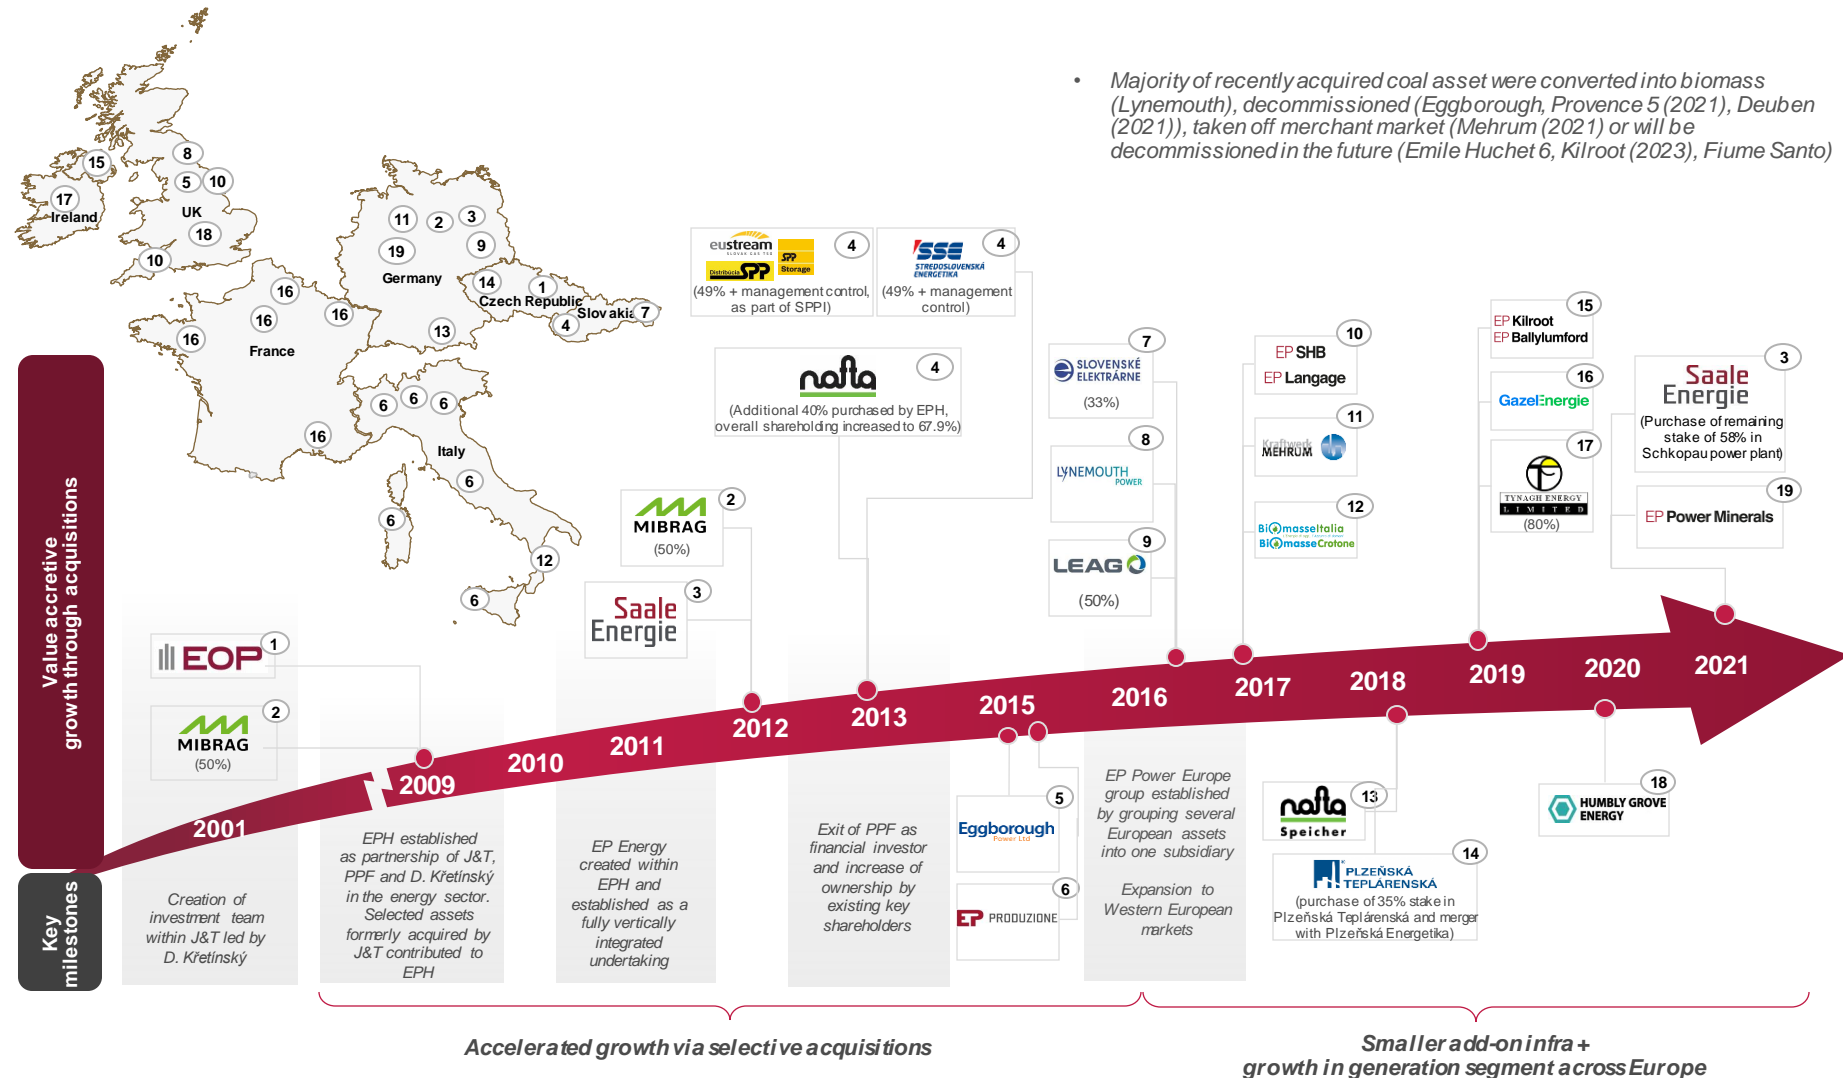 • Majority of recently acquired coal asset were converted into biomass
(Lynemouth), decommissioned (Eggborough, Provence 5 (2021), Deuben
(2021)), taken off merchant market (Mehrum (2021) or will be
decommissioned in the future (Emile Huchet 6, Kilroot (2023), Fiume Santo)
15
8
17
Ireland
5
10
UK
18
10
11
2
3
19
9
Germany
14
1
Czech Republic
Slovakia
7
4
13
16
16
16
16
France
16
6
6
6
Italy
6
6
12
6
Value accretive
growth through acquisitions
Key
milestones
EOP
1
MIBRAG
(50%)
2
MIBRAG
(50%)
2
Saale
Energie
3
eustream
SLOVAK GAS TSO
Distribúcia SPP
SPP
Storage
4
(49% + management control,
as part of SPPI)
SSE
STREDOSLOVENSKÁ
ENERGETIKA
4
(49% + management
control)
nafta
4
(Additional 40% purchased by EPH,
overall shareholding increased to 67.9%)
SLOVENSKÉ
ELEKTRÁRNE
(33%)
7
LYNEMOUTH
POWER
8
LEAG
(50%)
9
EP SHB
EP Langage
10
Kraftwerk
MEHRUM
11
BiomasseItalia
BiomasseCrotone
12
EP Kilroot
EP Ballylumford
15
GazelEnergie
16
TYNAGH ENERGY
LIMITED
(80%)
17
Saale
Energie
3
(Purchase of remaining
stake of 58% in
Schkopau power plant)
EP Power Minerals
19
2001
2009
2010
2011
2012
2013
2015
2016
2017
2018
2019
2020
2021
Creation of
investment team
within J&T led by
D. Křetínský
EPH established
as partnership of J&T,
PPF and D. Křetínský
in the energy sector.
Selected assets
formerly acquired by
J&T contributed to
EPH
EP Energy
created within
EPH and
established as a
fully vertically
integrated
undertaking
Exit of PPF as
financial investor
and increase of
ownership by
existing key
shareholders
Eggborough
Power Ltd
5
EP PRODUZIONE
6
EP Power Europe
group established
by grouping several
European assets
into one subsidiary
Expansion to
Western European
markets
nafta
Speicher
13
PLZEŇSKÁ
TEPLÁRENSKÁ
14
(purchase of 35% stake in
Plzeňská Teplárenská and merger
with Plzeňská Energetika)
HUMBLY GROVE
ENERGY
18
Accelerated growth via selective acquisitions
Smaller add-on infra +
growth in generation segment across Europe